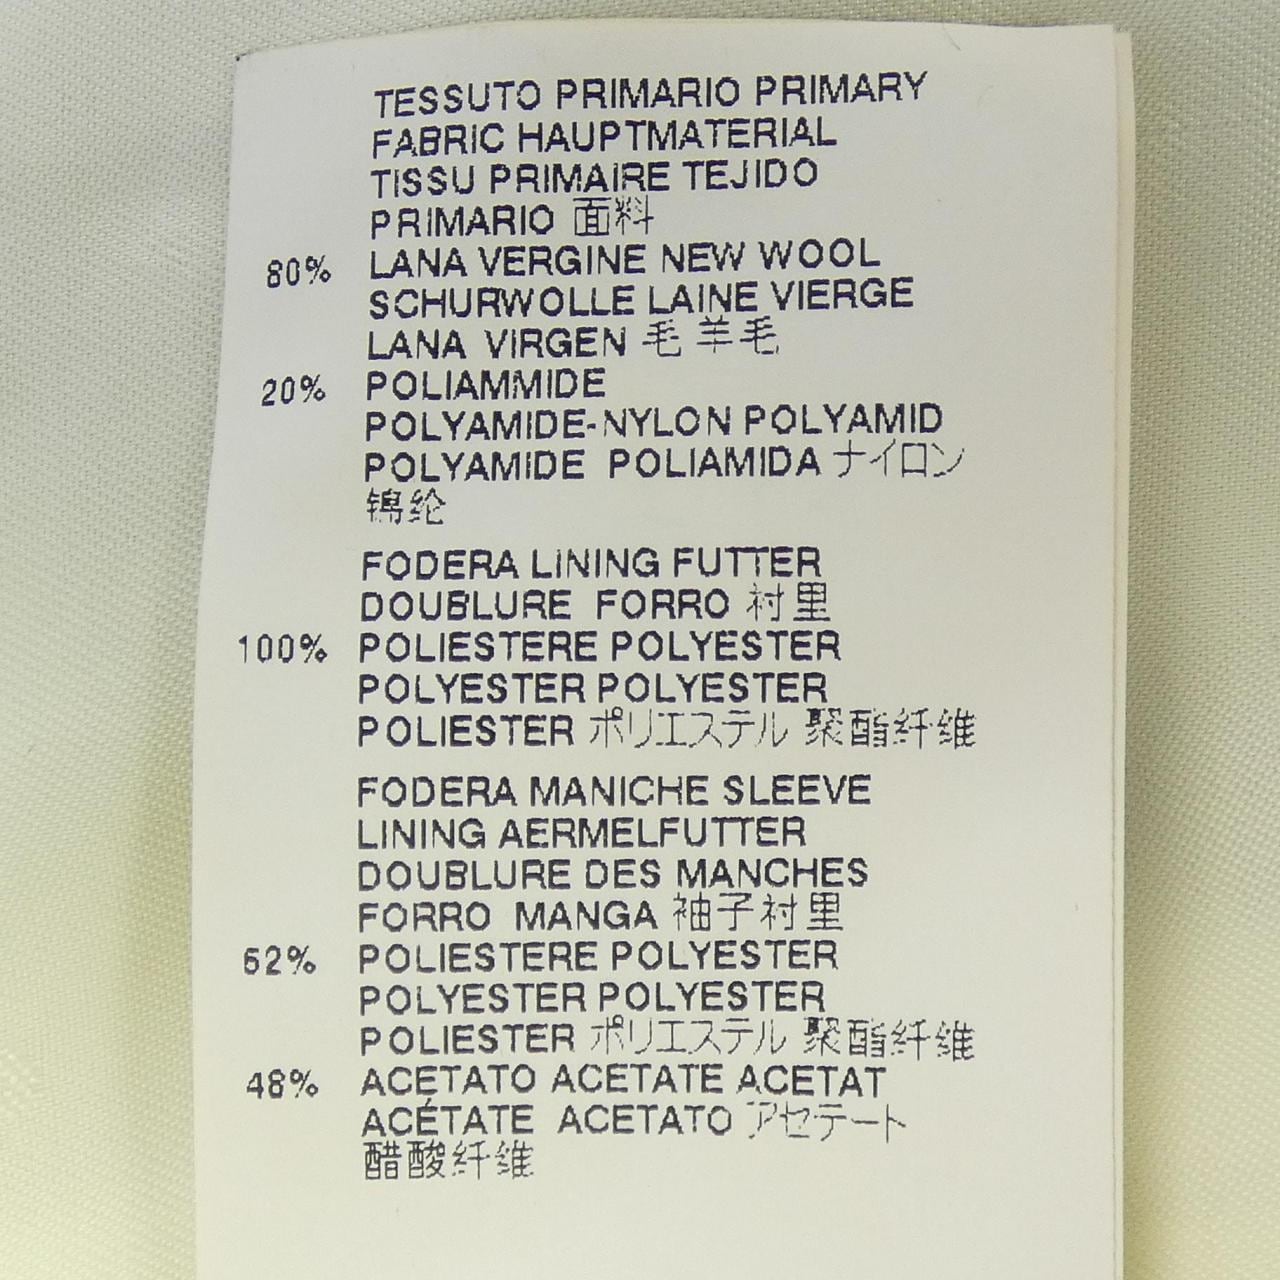 TESSUTO PRIMARIO PRIMARY
FABRIC HAUPTMATERIAL
TISSU PRIMAIRE TEJIDO
PRIMARIO 面料
80% LANA VERGINE NEW WOOL
SCHURWOLLE LAINE VIERGE
LANA VIRGEN 毛 羊毛
20% POLIAMMIDE
POLYAMIDE-NYLON POLYAMID
POLYAMIDE POLIAMIDA ナイロン
锦纶
FODERA LINING FUTTER
DOUBLURE FORRO 衬里
100% POLIESTERE POLYESTER
POLYESTER POLYESTER
POLIESTER ポリエステル 聚酯纤维
FODERA MANICHE SLEEVE
LINING AERMELFUTTER
DOUBLURE DES MANCHES
FORRO MANGA 袖子衬里
52% POLIESTERE POLYESTER
POLYESTER POLYESTER
POLIESTER ポリエステル 聚酯纤维
48% ACETATO ACETATE ACETAT
ACÉTATE ACETATO アセテート
醋酸纤维